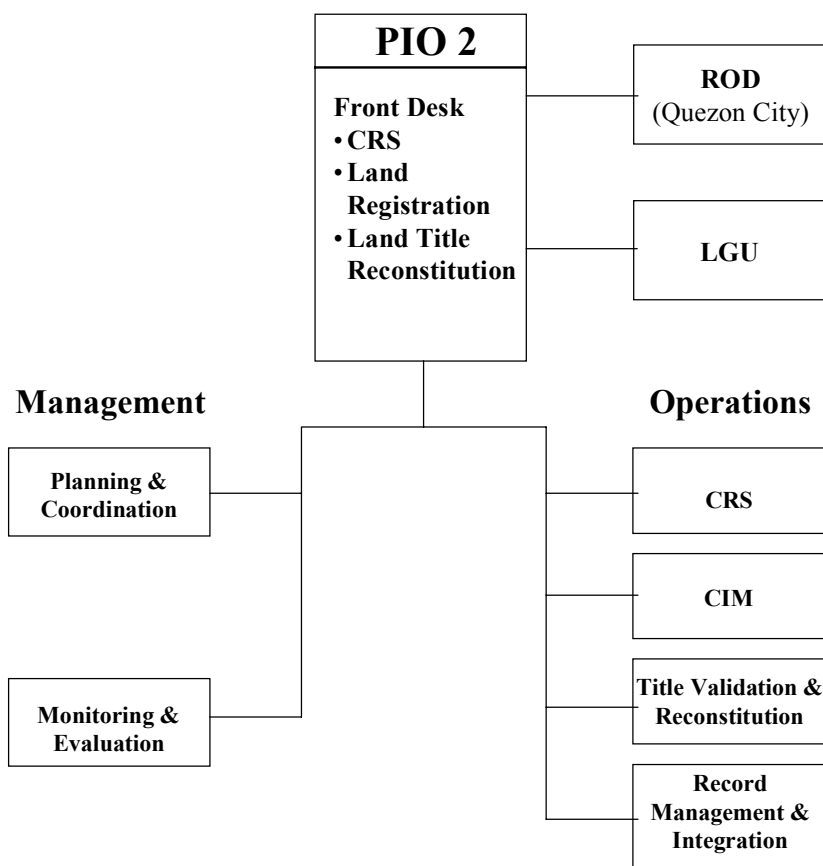 PIO 2
Front Desk
• CRS
• Land
Registration
• Land Title
Reconstitution
ROD
(Quezon City)
LGU
Management
Planning &
Coordination
Monitoring &
Evaluation
Operations
CRS
CIM
Title Validation &
Reconstitution
Record
Management &
Integration